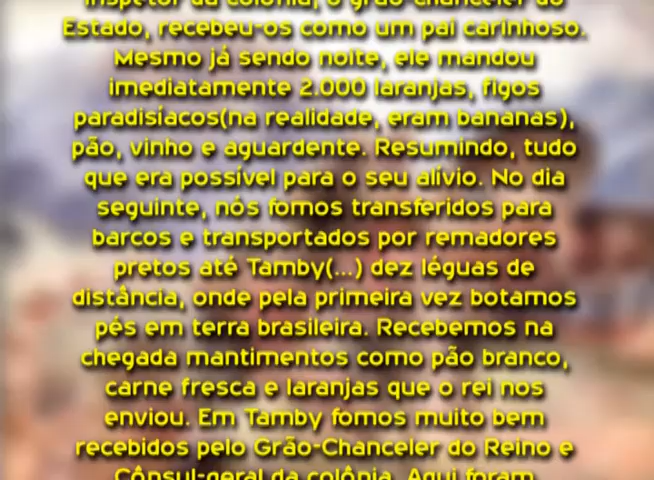 inspetor da colônia, o grão-chanceler do
Estado, recebeu-os como um pai carinhoso.
Mesmo já sendo noite, ele mandou
imediatamente 2.000 laranjas, figos
paradisíacos(na realidade, eram bananas),
pão, vinho e aguardente. Resumindo, tudo
que era possível para o seu alívio. No dia
seguinte, nós fomos transferidos para
barcos e transportados por remadores
pretos até Tamby(...) dez léguas de
distância, onde pela primeira vez botamos
pés em terra brasileira. Recebemos na
chegada mantimentos como pão branco,
carne fresca e laranjas que o rei nos
enviou. Em Tamby fomos muito bem
recebidos pelo Grão-Chanceler do Reino e
Cônsul-geral da colônia. Aqui foram